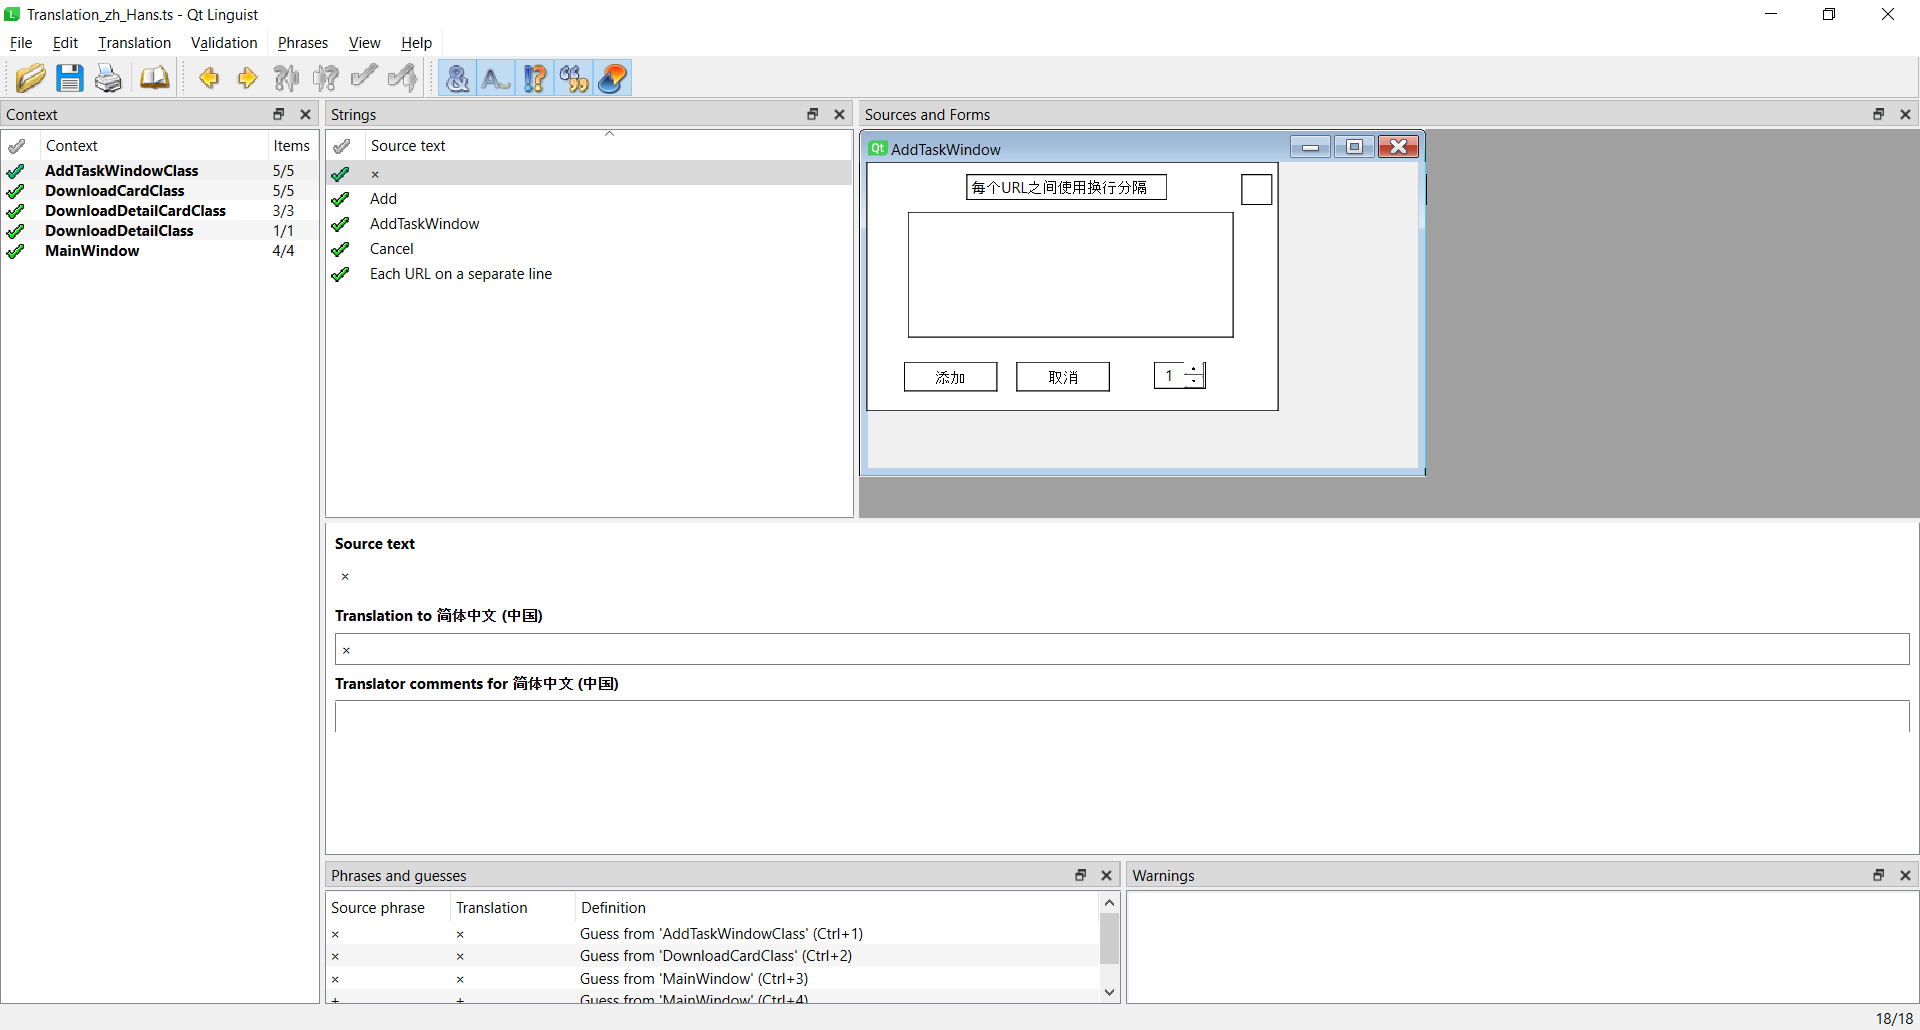 Translation_zh_Hans.ts - Qt Linguist
File Edit Translation Validation Phrases View Help
Context
Context Items
AddTaskWindowClass 5/5
DownloadCardClass 5/5
DownloadDetailCardClass 3/3
DownloadDetailClass 1/1
MainWindow 4/4
Strings
Source text
×
Add
AddTaskWindow
Cancel
Each URL on a separate line
Sources and Forms
Qt AddTaskWindow
每个URL之间使用换行分隔
添加 取消 1
Source text
×
Translation to 简体中文 (中国)
×
Translator comments for 简体中文 (中国)
Phrases and guesses
Source phrase Translation Definition
× × Guess from 'AddTaskWindowClass' (Ctrl+1)
× × Guess from 'DownloadCardClass' (Ctrl+2)
× × Guess from 'MainWindow' (Ctrl+3)
+ + Guess from 'MainWindow' (Ctrl+4)
Warnings
18/18